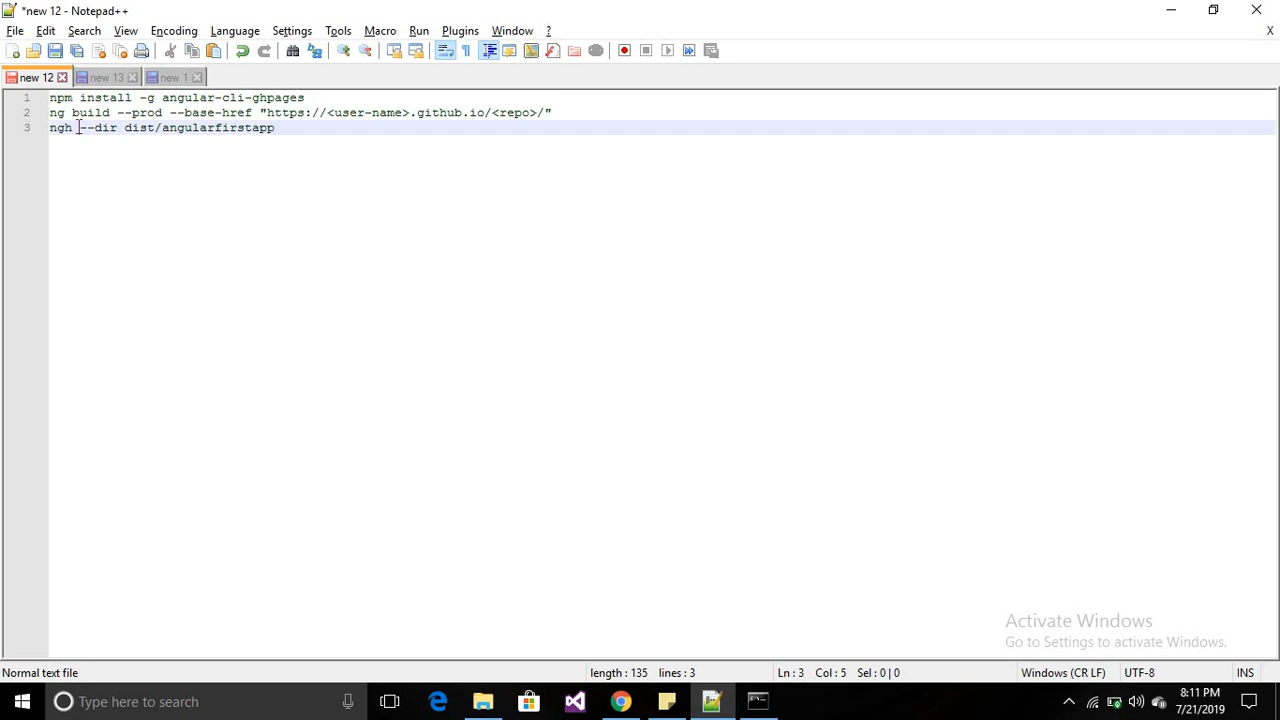 *new 12 - Notepad++
File Edit Search View Encoding Language Settings Tools Macro Run Plugins Window ? X
new 12 new 13 new 1
1 npm install -g angular-cli-ghpages
2 ng build --prod --base-href "https://<user-name>.github.io/<repo>/"
3 ngh --dir dist/angularfirstapp
Activate Windows
Go to Settings to activate Windows.
Normal text file length : 135 lines : 3 Ln : 3 Col : 5 Sel : 0 | 0 Windows (CR LF) UTF-8 INS
Type here to search
8:11 PM
7/21/2019